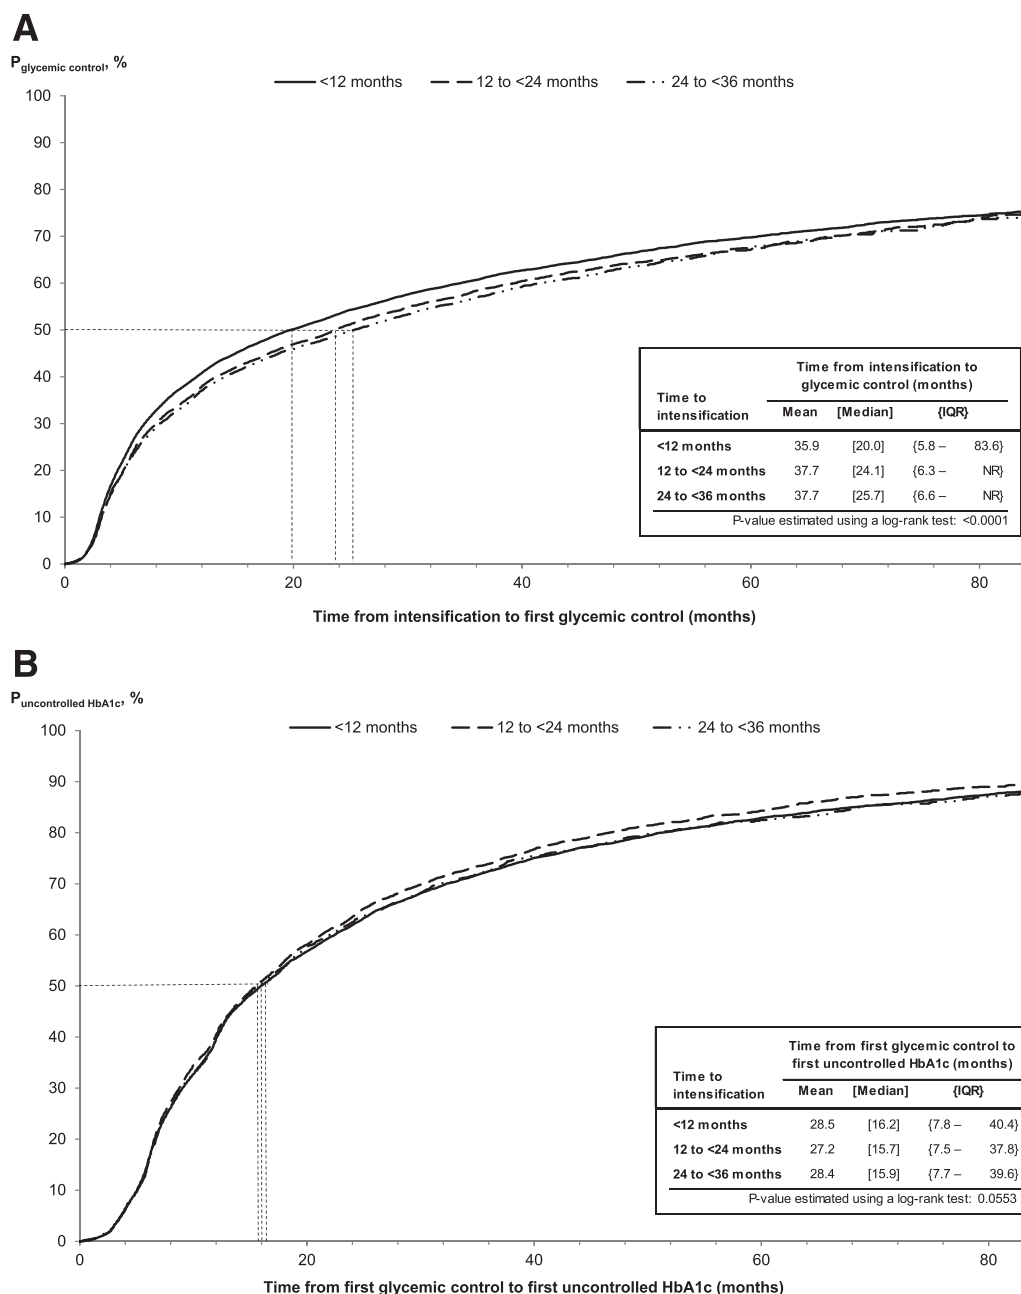 A
P glycemic control, %
<12 months 12 to <24 months 24 to <36 months
100
90
80
70
60
50
40
30
20
10
0
0 20 40 60 80
Time from intensification to first glycemic control (months)
Time from intensification to
glycemic control (months)
Time to
intensification
Mean [Median] {IQR}
<12 months 35.9 [20.0] {5.8 – 83.6}
12 to <24 months 37.7 [24.1] {6.3 – NR}
24 to <36 months 37.7 [25.7] {6.6 – NR}
P-value estimated using a log-rank test: <0.0001
B
P uncontrolled HbA1c, %
<12 months 12 to <24 months 24 to <36 months
100
90
80
70
60
50
40
30
20
10
0
0 20 40 60 80
Time from first glycemic control to first uncontrolled HbA1c (months)
Time from first glycemic control to
first uncontrolled HbA1c (months)
Time to
intensification
Mean [Median] {IQR}
<12 months 28.5 [16.2] {7.8 – 40.4}
12 to <24 months 27.2 [15.7] {7.5 – 37.8}
24 to <36 months 28.4 [15.9] {7.7 – 39.6}
P-value estimated using a log-rank test: 0.0553